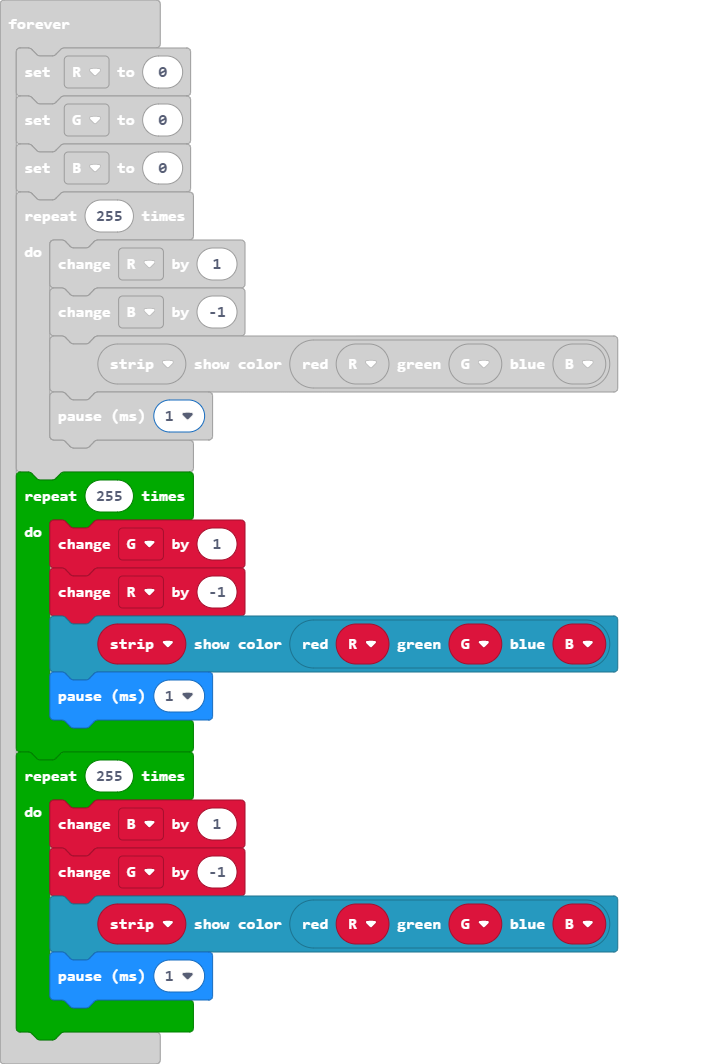 forever
set R to 0
set G to 0
set B to 0
repeat 255 times
do
change R by 1
change B by -1
strip show color red R green G blue B
pause (ms) 1
repeat 255 times
do
change G by 1
change R by -1
strip show color red R green G blue B
pause (ms) 1
repeat 255 times
do
change B by 1
change G by -1
strip show color red R green G blue B
pause (ms) 1